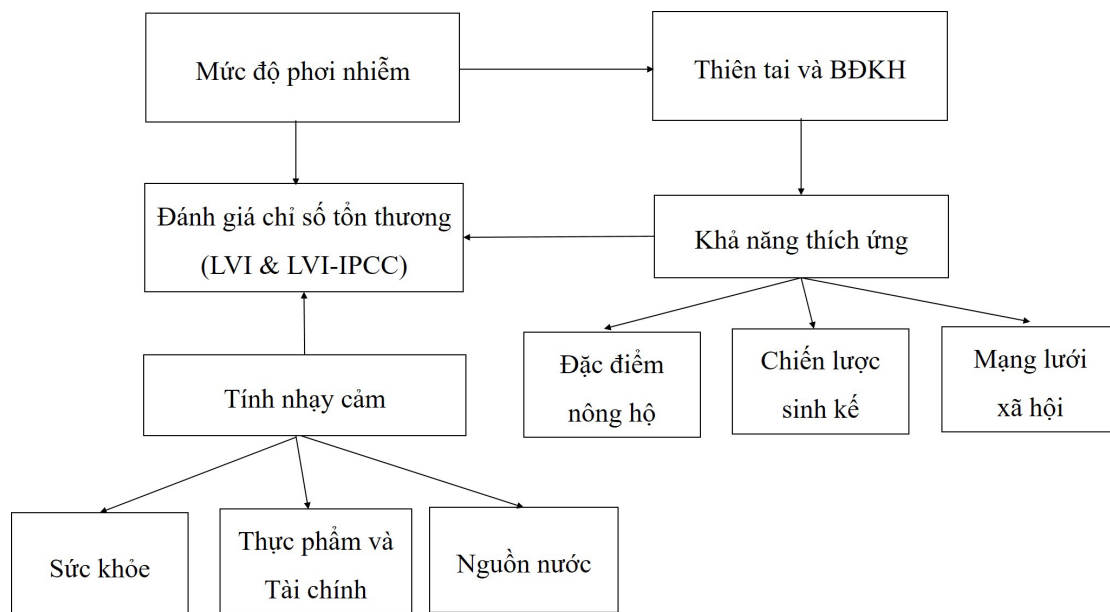 Mức độ phơi nhiễm
Thiên tai và BĐKH
Đánh giá chỉ số tổn thương
(LVI & LVI-IPCC)
Khả năng thích ứng
Đặc điểm
nông hộ
Chiến lược
sinh kế
Mạng lưới
xã hội
Tính nhạy cảm
Sức khỏe
Thực phẩm và
Tài chính
Nguồn nước